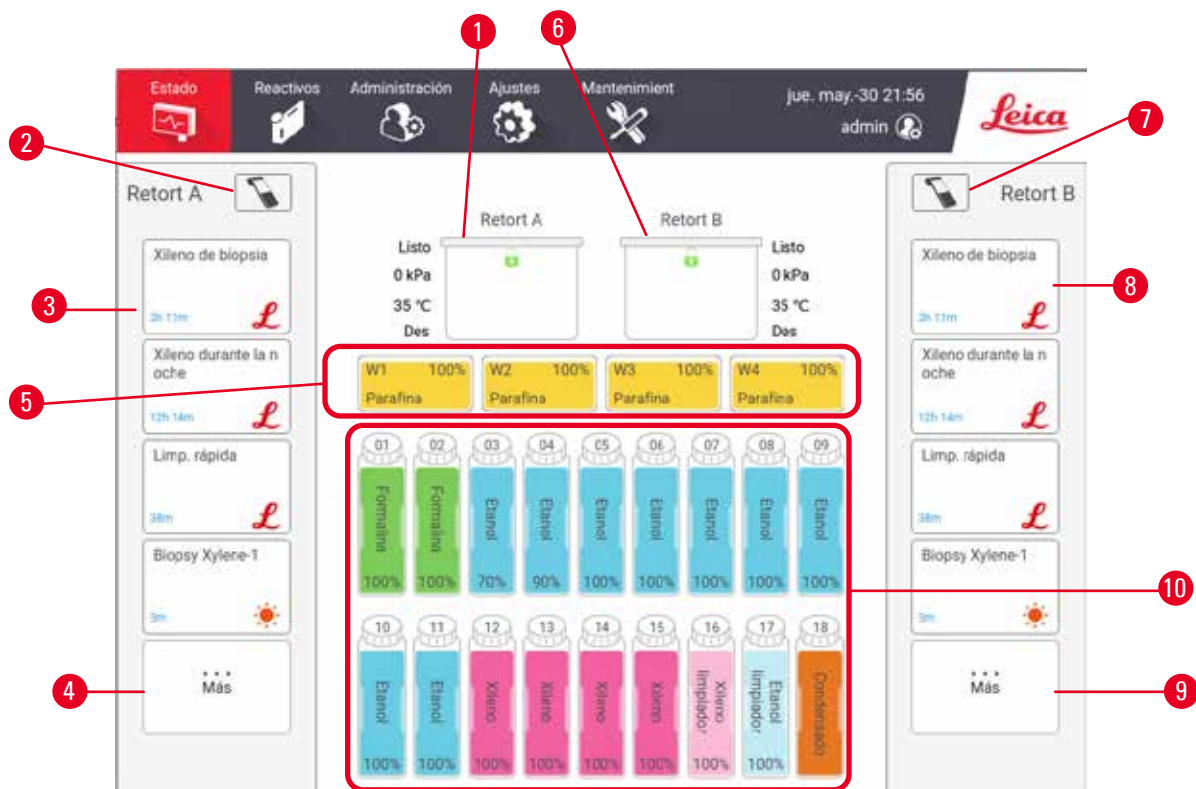 1
6
Estado
Reactivos
Administración
Ajustes
Mantenimient
jue. may.-30 21:56
admin
Leica
7
2
Retort A
Retort B
Retort A
Retort B
Xileno de biopsia
2h 11m
L
3
Listo
0 kPa
35 °C
Des
Listo
0 kPa
35 °C
Des
Xileno de biopsia
2h 11m
L
8
Xileno durante la n
oche
12h 14m
L
5
W1 100%
Parafina
W2 100%
Parafina
W3 100%
Parafina
W4 100%
Parafina
Xileno durante la n
oche
12h 14m
L
Limp. rápida
38m
L
Limp. rápida
38m
L
Biopsy Xylene-1
3m
Biopsy Xylene-1
3m
01 02 03 04 05 06 07 08 09
Formalina Formalina Etanol Etanol Etanol Etanol Etanol Etanol Etanol
100% 100% 70% 90% 100% 100% 100% 100% 100%
10
10 11 12 13 14 15 16 17 18
Etanol Etanol Xileno Xileno Xileno Xileno Xileno limpiador Etanol limpiador Condensado
100% 100% 100% 100% 100% 100% 100% 100%
4
...
Más
...
Más
9